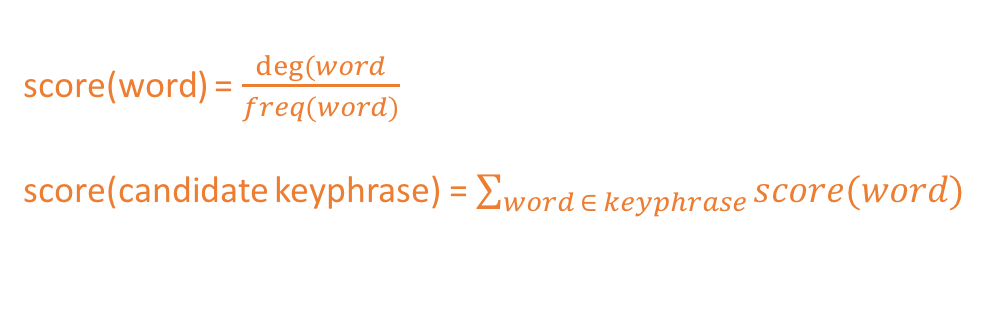 score(word) = deg(word / freq(word)
score(candidate keyphrase) = ∑word ∈ keyphrase score(word)